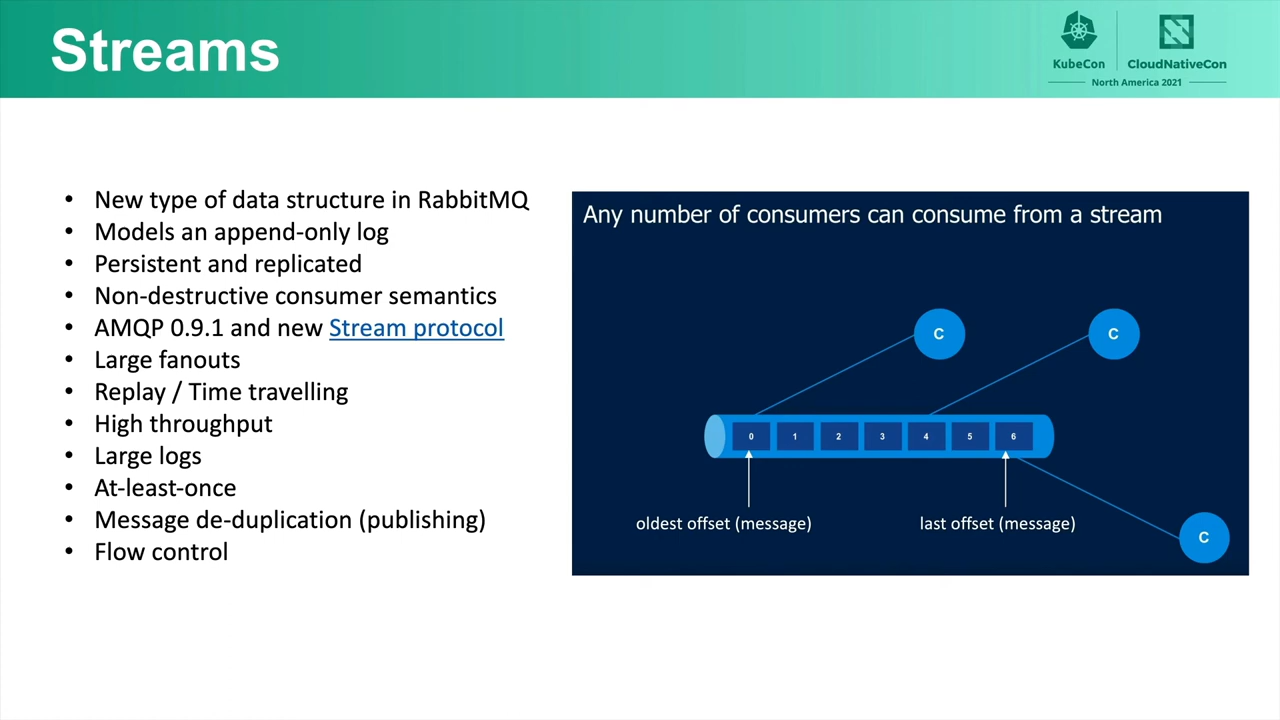 Streams
KubeCon
CloudNativeCon
North America 2021
• New type of data structure in RabbitMQ
• Models an append-only log
• Persistent and replicated
• Non-destructive consumer semantics
• AMQP 0.9.1 and new Stream protocol
• Large fanouts
• Replay / Time travelling
• High throughput
• Large logs
• At-least-once
• Message de-duplication (publishing)
• Flow control
Any number of consumers can consume from a stream
C
C
0 1 2 3 4 5 6
oldest offset (message)
last offset (message)
C